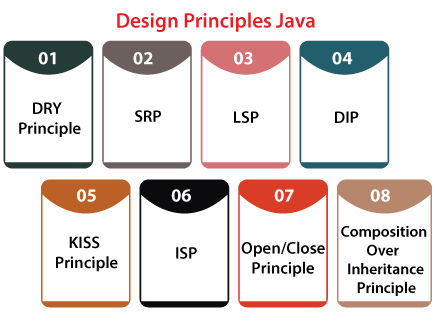 Design Principles Java
01
DRY
Principle
02
SRP
03
LSP
04
DIP
05
KISS
Principle
06
ISP
07
Open/Close
Principle
08
Composition
Over
Inheritance
Principle